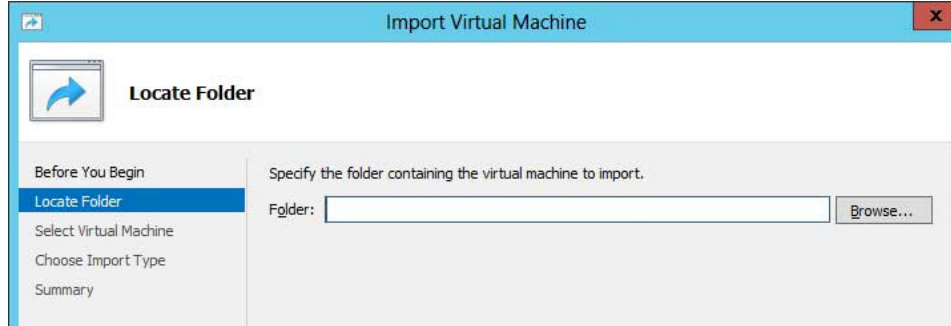 Import Virtual Machine
x
Locate Folder
Before You Begin
Locate Folder
Select Virtual Machine
Choose Import Type
Summary
Specify the folder containing the virtual machine to import.
Folder:
Browse...